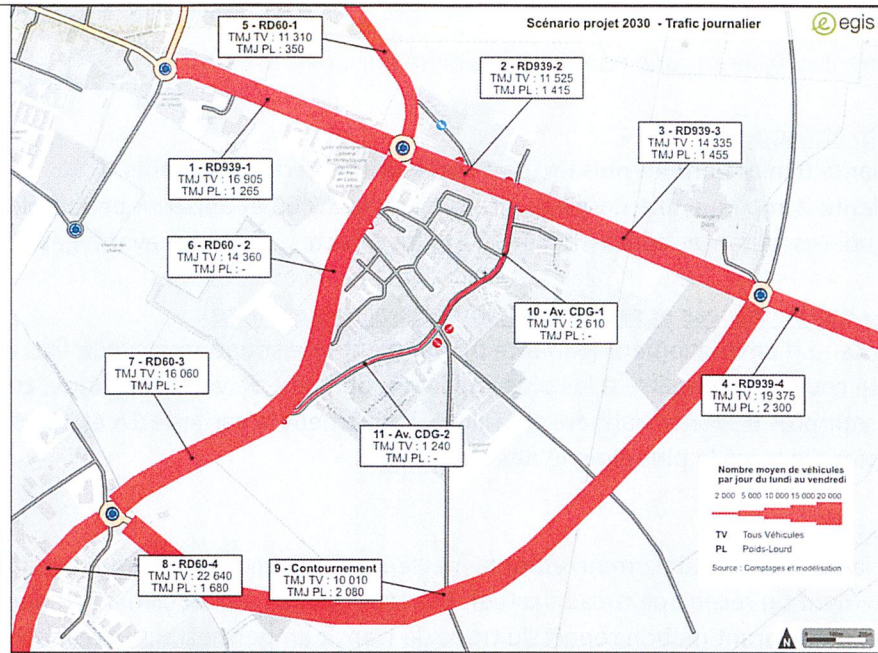 Scénario projet 2030 - Trafic journalier
egis
5 - RD60-1
TMJ TV : 11 310
TMJ PL : 350
2 - RD939-2
TMJ TV : 11 525
TMJ PL : 1 415
3 - RD939-3
TMJ TV : 14 335
TMJ PL : 1 455
1 - RD939-1
TMJ TV : 16 905
TMJ PL : 1 265
6 - RD60 - 2
TMJ TV : 14 360
TMJ PL : -
10 - Av. CDG-1
TMJ TV : 2 610
TMJ PL : -
7 - RD60-3
TMJ TV : 16 060
TMJ PL : -
4 - RD939-4
TMJ TV : 19 375
TMJ PL : 2 300
11 - Av. CDG-2
TMJ TV : 1 240
TMJ PL : -
8 - RD60-4
TMJ TV : 22 640
TMJ PL : 1 680
9 - Contournement
TMJ TV : 10 010
TMJ PL : 2 080
Nombre moyen de véhicules
par jour du lundi au vendredi
2 000 5 000 10 000 15 000 20 000
TV Tous Véhicules
PL Poids-Lourd
Source : Comptages et modélisation
N